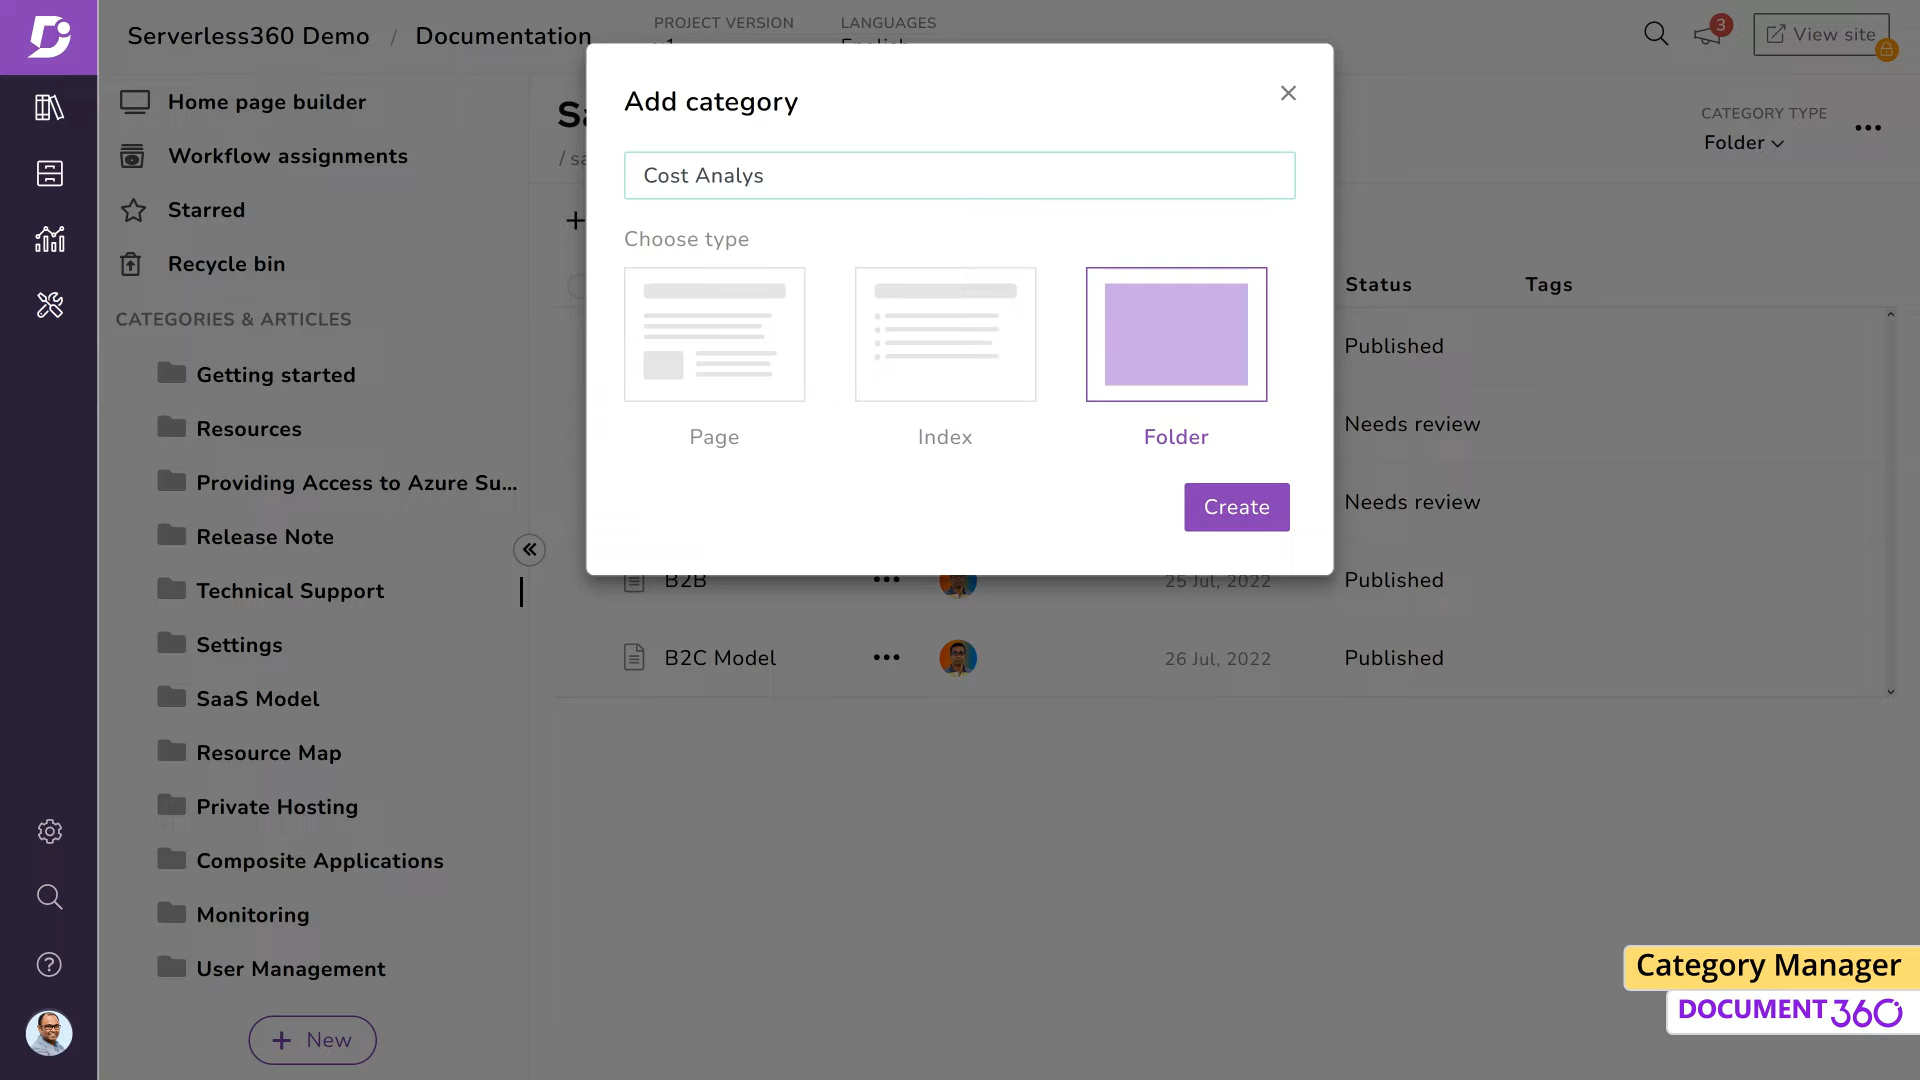 Serverless360 Demo / Documentation
PROJECT VERSION
LANGUAGES
English
3
View site
Home page builder
Workflow assignments
Starred
Recycle bin
CATEGORIES & ARTICLES
Getting started
Resources
Providing Access to Azure Su...
Release Note
Technical Support
Settings
SaaS Model
Resource Map
Private Hosting
Composite Applications
Monitoring
User Management
+ New
CATEGORY TYPE
Folder
Add category
Cost Analys
Choose type
Page
Index
Folder
Create
Status
Tags
Published
Needs review
Needs review
B2B
25 Jul, 2022
Published
B2C Model
26 Jul, 2022
Published
Category Manager
DOCUMENT360